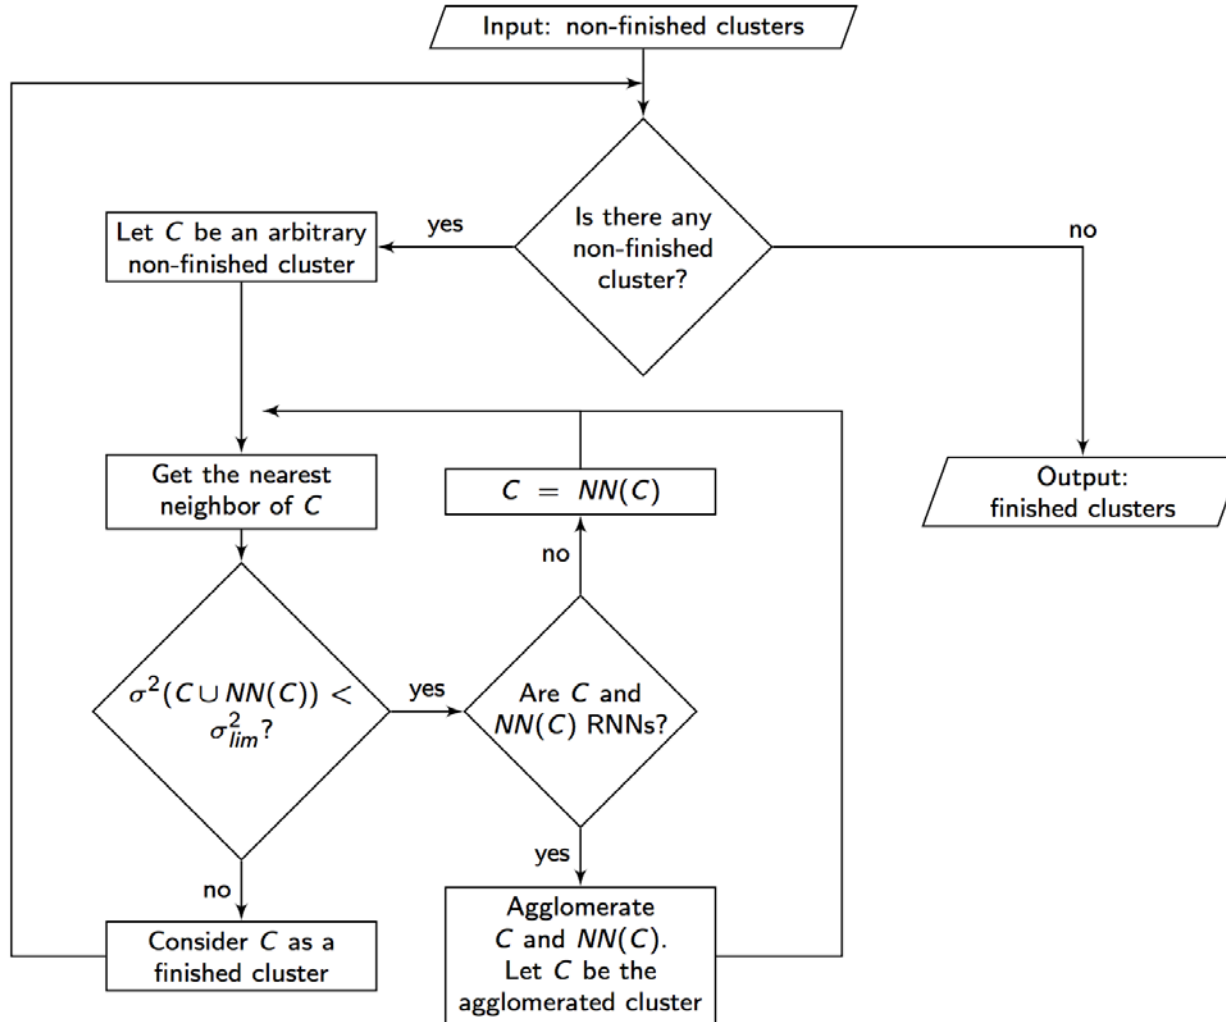 Input: non-finished clusters
Is there any
non-finished
cluster?
yes
no
Let C be an arbitrary
non-finished cluster
Get the nearest
neighbor of C
C = NN(C)
Output:
finished clusters
no
σ²(C ∪ NN(C)) <
σ²_lim?
yes
Are C and
NN(C) RNNs?
no
yes
Consider C as a
finished cluster
Agglomerate
C and NN(C).
Let C be the
agglomerated cluster